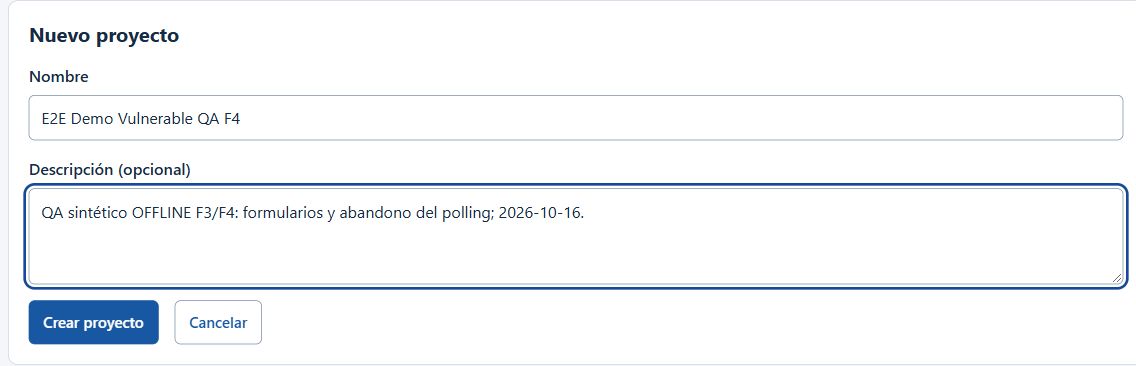 Nuevo proyecto
Nombre
E2E Demo Vulnerable QA F4
Descripción (opcional)
QA sintético OFFLINE F3/F4: formularios y abandono del polling; 2026-10-16.
Crear proyecto
Cancelar